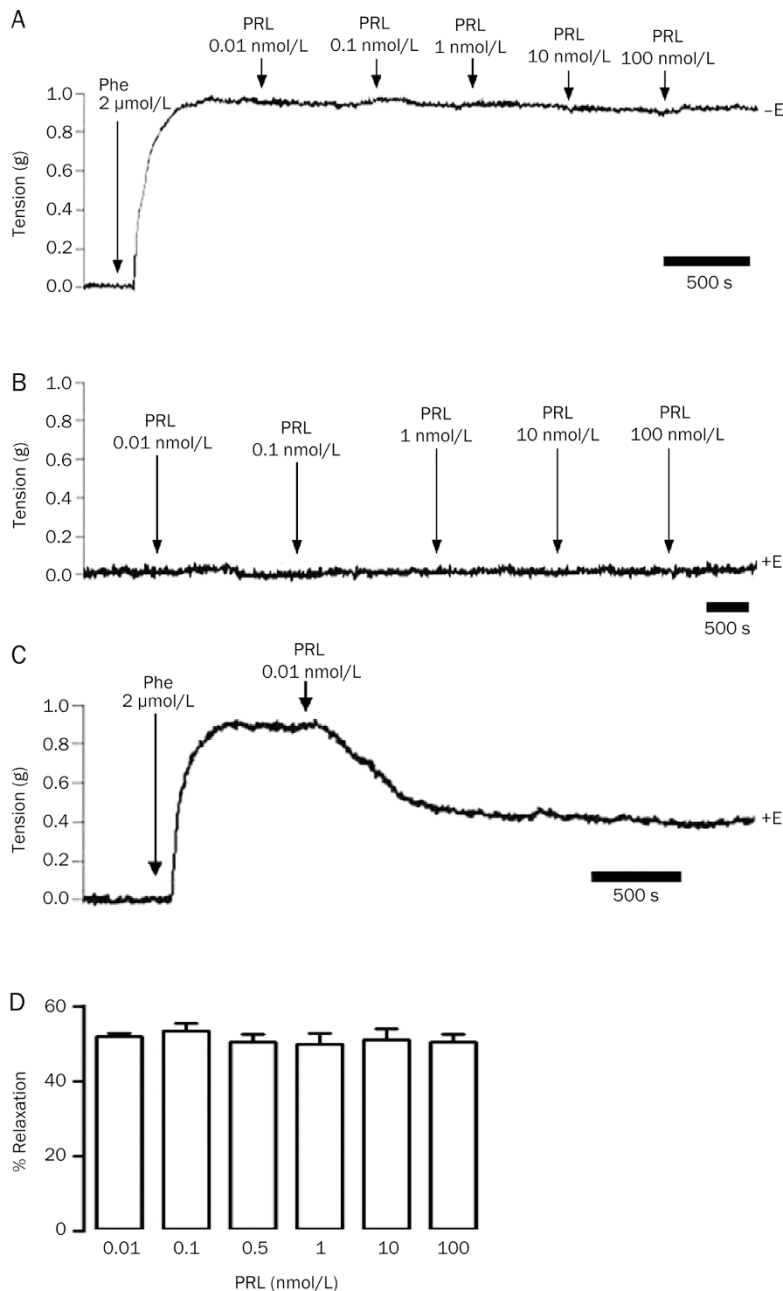 A
PRL
0.01 nmol/L
PRL
0.1 nmol/L
PRL
1 nmol/L
PRL
10 nmol/L
PRL
100 nmol/L
Phe
2 µmol/L
1.0
0.8
0.6
0.4
0.2
0.0
Tension (g)
–E
500 s
B
PRL
0.01 nmol/L
PRL
0.1 nmol/L
PRL
1 nmol/L
PRL
10 nmol/L
PRL
100 nmol/L
1.0
0.8
0.6
0.4
0.2
0.0
Tension (g)
+E
500 s
C
Phe
2 µmol/L
PRL
0.01 nmol/L
1.0
0.8
0.6
0.4
0.2
0.0
Tension (g)
+E
500 s
D
60
40
20
0
% Relaxation
0.01 0.1 0.5 1 10 100
PRL (nmol/L)